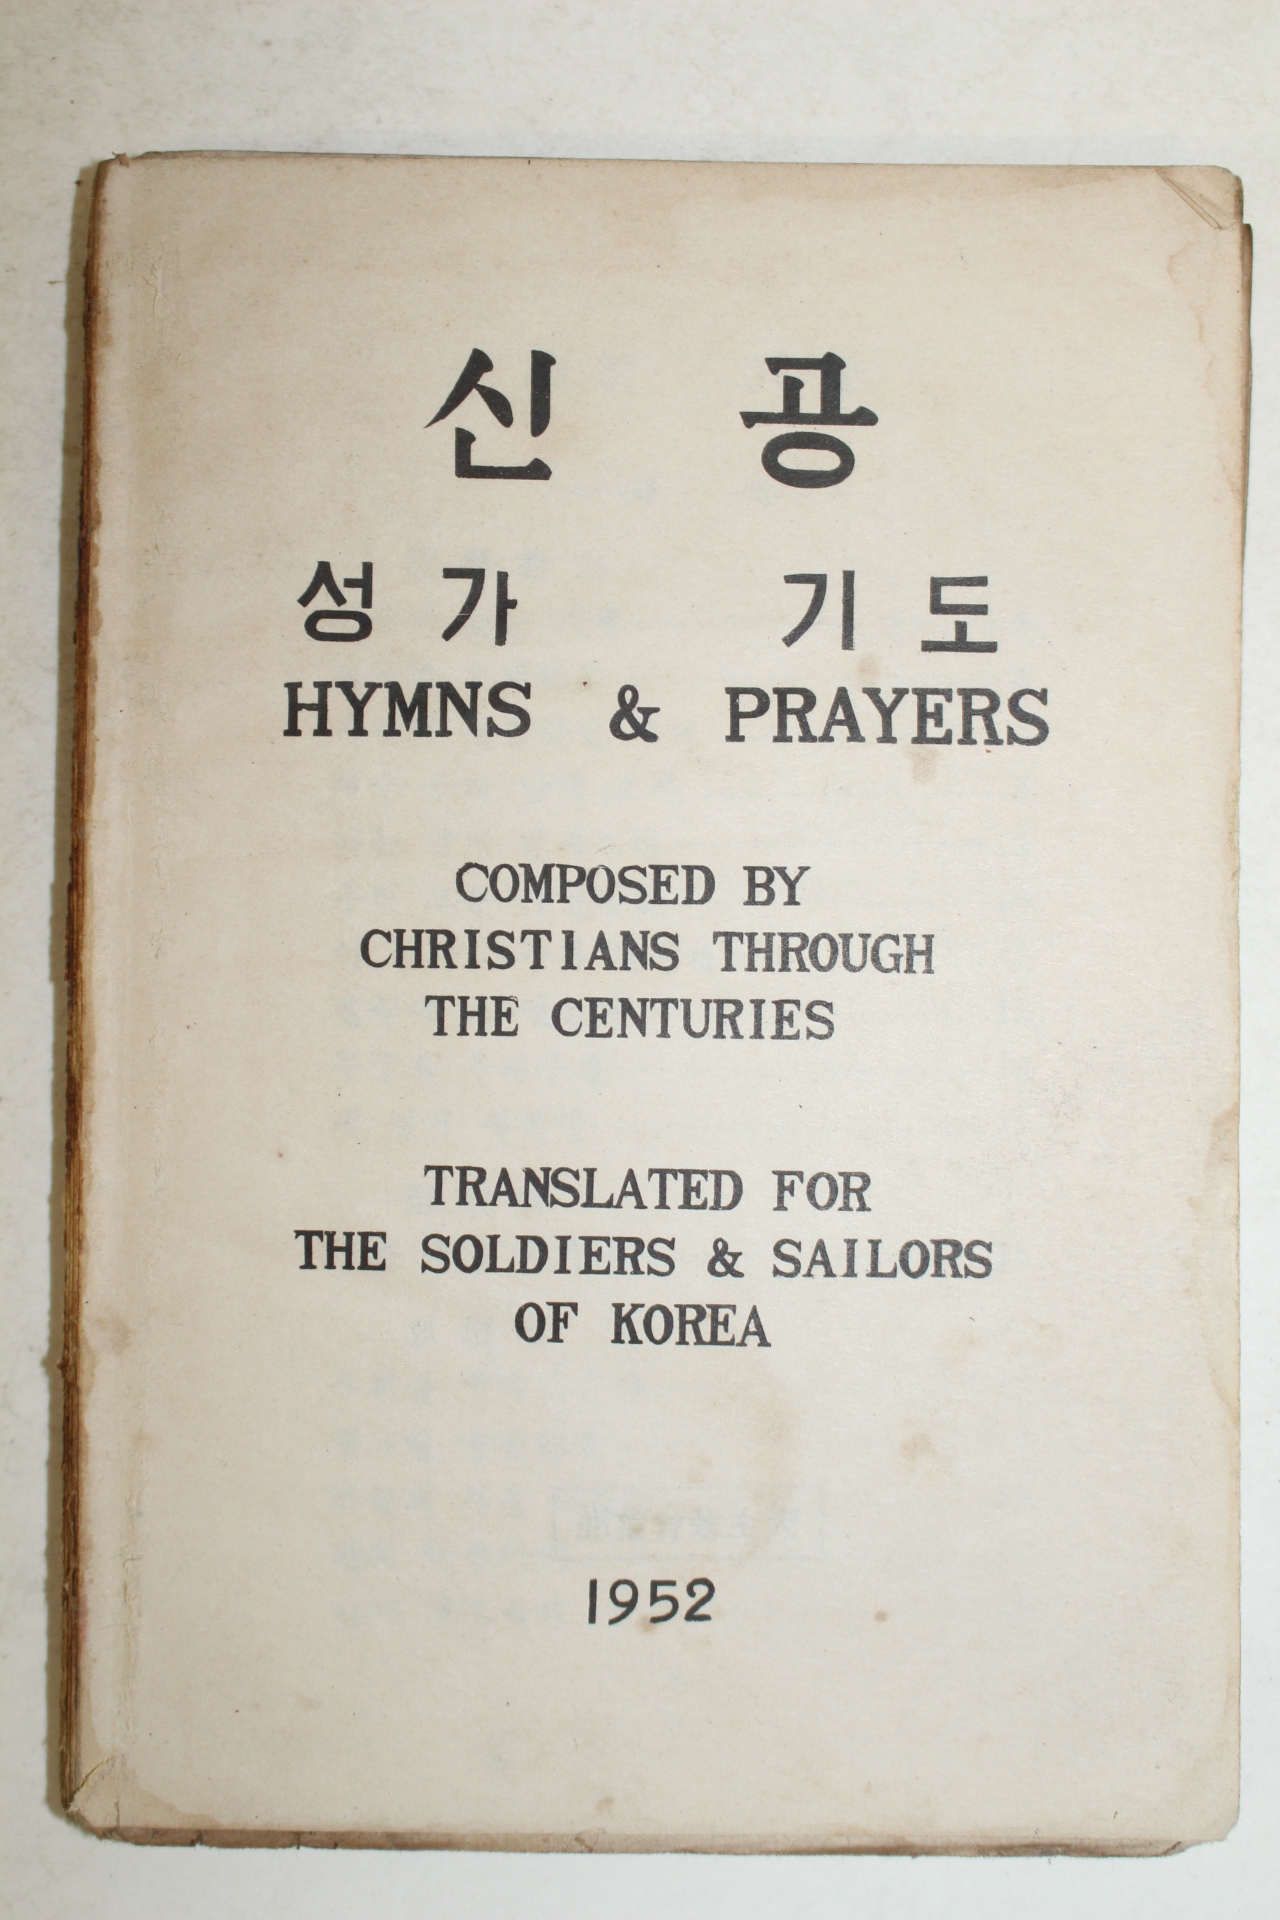 신 공
성 가 기 도
HYMNS & PRAYERS
COMPOSED BY
CHRISTIANS THROUGH
THE CENTURIES
TRANSLATED FOR
THE SOLDIERS & SAILORS
OF KOREA
1952